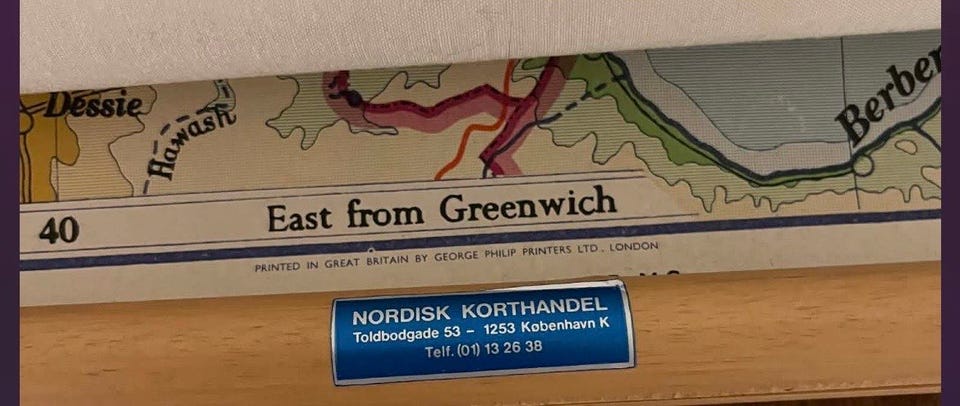 Dessie
Hawash
Berber
40
East from Greenwich
PRINTED IN GREAT BRITAIN BY GEORGE PHILIP PRINTERS LTD., LONDON
NORDISK KORTHANDEL
Toldbodgade 53 – 1253 København K
Telf. (01) 13 26 38